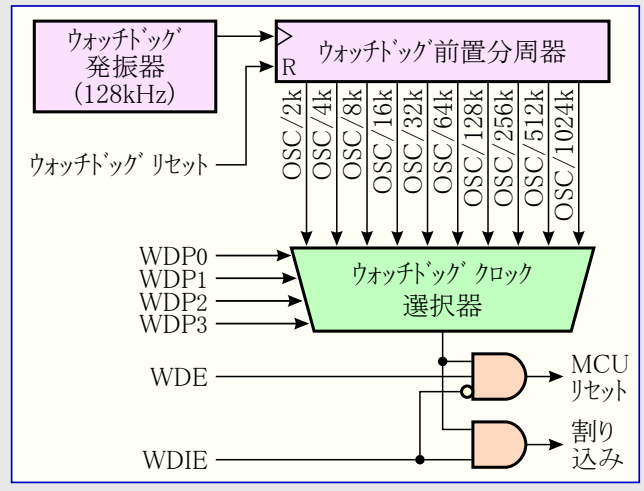 ウォッチドッグ
発振器
(128kHz)
ウォッチドッグ前置分周器
R
OSC/2k
OSC/4k
OSC/8k
OSC/16k
OSC/32k
OSC/64k
OSC/128k
OSC/256k
OSC/512k
OSC/1024k
ウォッチドッグ リセット
WDP0
WDP1
WDP2
WDP3
ウォッチドッグ クロック
選択器
WDE
MCU
リセット
WDIE
割り
込み